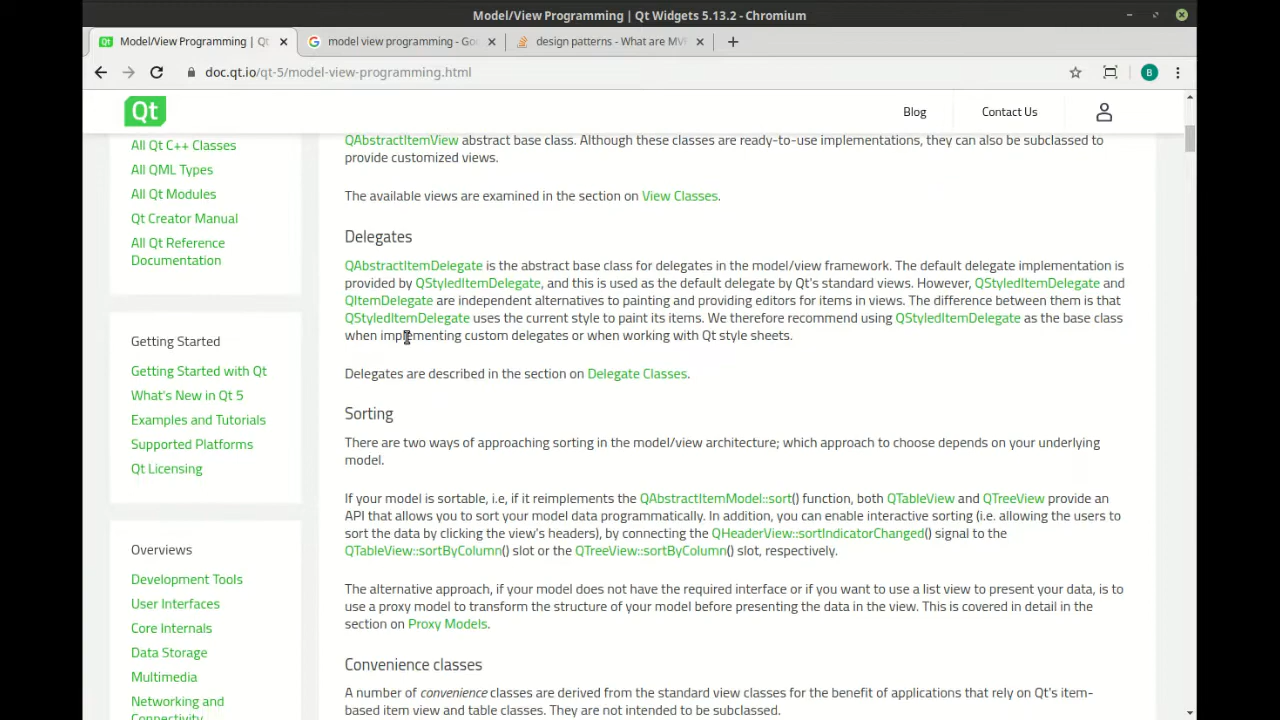 Model/View Programming | Qt Widgets 5.13.2 - Chromium
Model/View Programming | Qt
model view programming - Goo
design patterns - What are MVP
doc.qt.io/qt-5/model-view-programming.html
B
Qt
Blog
Contact Us
All Qt C++ Classes
All QML Types
All Qt Modules
Qt Creator Manual
All Qt Reference
Documentation
Getting Started
Getting Started with Qt
What's New in Qt 5
Examples and Tutorials
Supported Platforms
Qt Licensing
Overviews
Development Tools
User Interfaces
Core Internals
Data Storage
Multimedia
Networking and
Connectivity
QAbstractItemView abstract base class. Although these classes are ready-to-use implementations, they can also be subclassed to
provide customized views.
The available views are examined in the section on View Classes.
Delegates
QAbstractItemDelegate is the abstract base class for delegates in the model/view framework. The default delegate implementation is
provided by QStyledItemDelegate, and this is used as the default delegate by Qt's standard views. However, QStyledItemDelegate and
QItemDelegate are independent alternatives to painting and providing editors for items in views. The difference between them is that
QStyledItemDelegate uses the current style to paint its items. We therefore recommend using QStyledItemDelegate as the base class
when implementing custom delegates or when working with Qt style sheets.
Delegates are described in the section on Delegate Classes.
Sorting
There are two ways of approaching sorting in the model/view architecture; which approach to choose depends on your underlying
model.
If your model is sortable, i.e, if it reimplements the QAbstractItemModel::sort() function, both QTableView and QTreeView provide an
API that allows you to sort your model data programmatically. In addition, you can enable interactive sorting (i.e. allowing the users to
sort the data by clicking the view's headers), by connecting the QHeaderView::sortIndicatorChanged() signal to the
QTableView::sortByColumn() slot or the QTreeView::sortByColumn() slot, respectively.
The alternative approach, if your model does not have the required interface or if you want to use a list view to present your data, is to
use a proxy model to transform the structure of your model before presenting the data in the view. This is covered in detail in the
section on Proxy Models.
Convenience classes
A number of convenience classes are derived from the standard view classes for the benefit of applications that rely on Qt's item-
based item view and table classes. They are not intended to be subclassed.